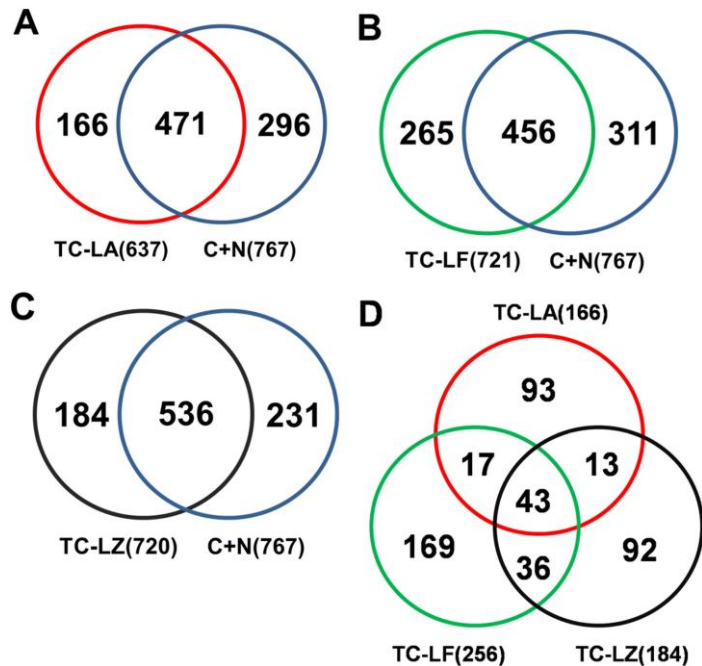 A
166 471 296
TC-LA(637) C+N(767)
B
265 456 311
TC-LF(721) C+N(767)
C
184 536 231
TC-LZ(720) C+N(767)
D
TC-LA(166)
93
17 13
43
169 36 92
TC-LF(256) TC-LZ(184)